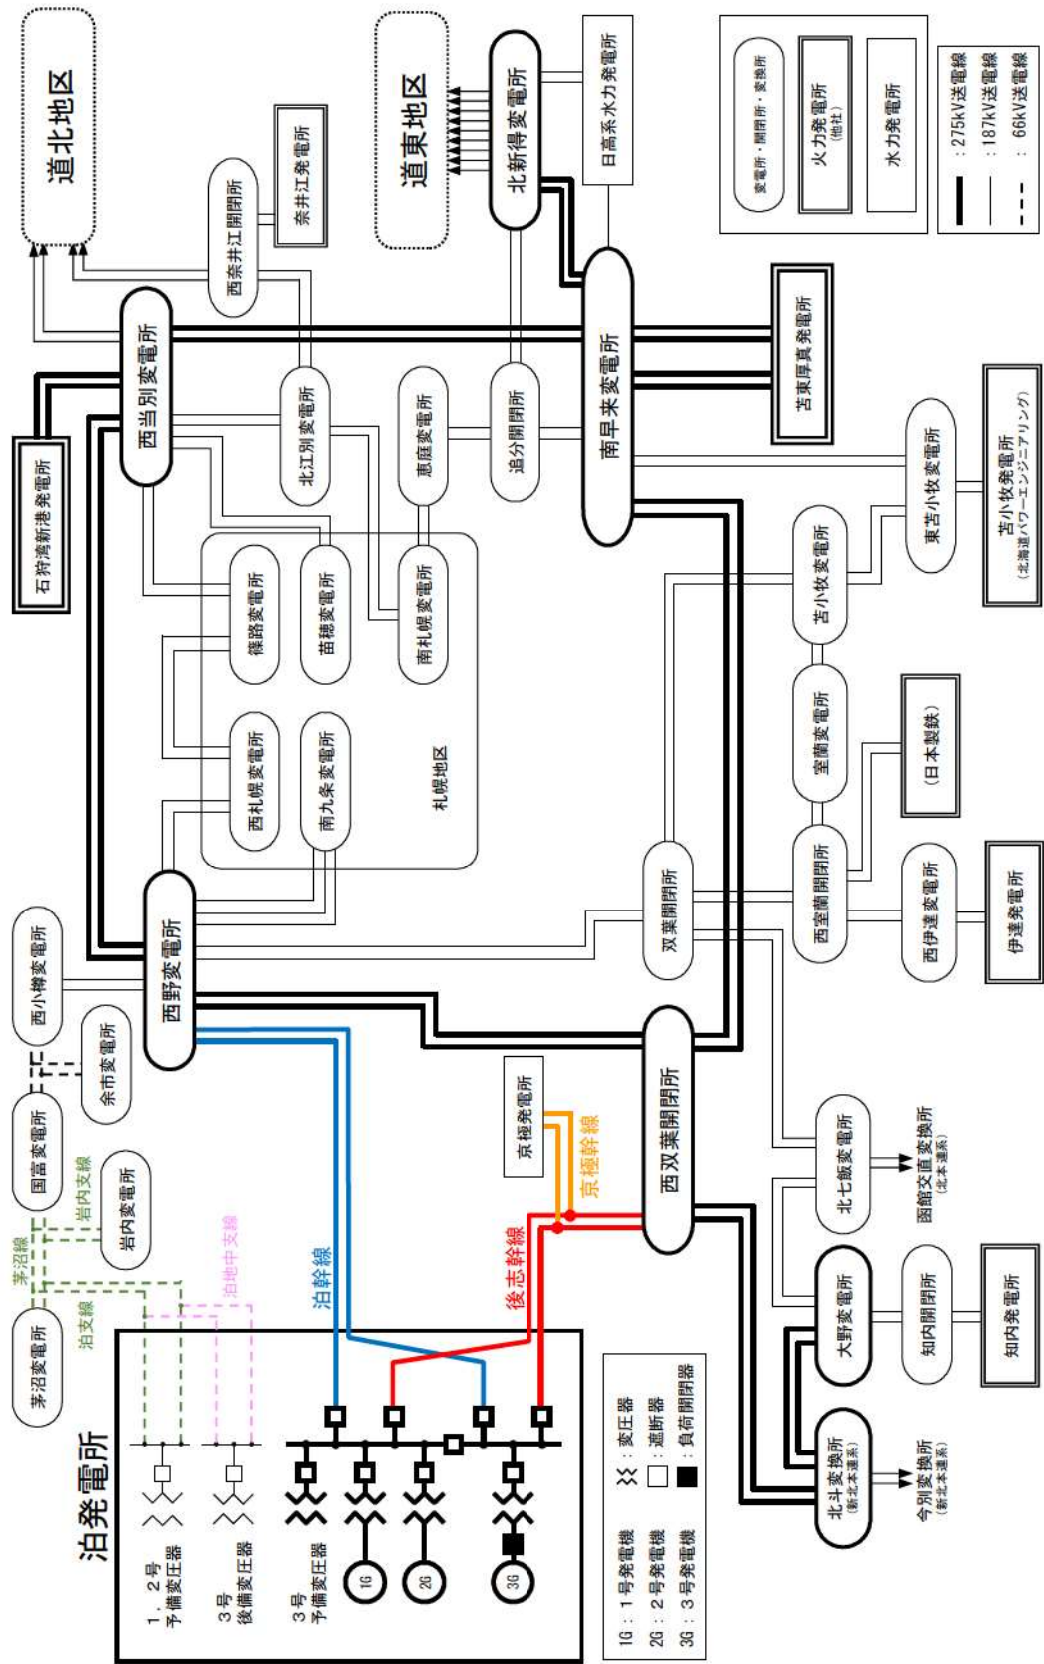 泊発電所
1，2号
予備変圧器
3号
後備変圧器
3号
予備変圧器
1G
2G
3G
1G：1号発電機
2G：2号発電機
3G：3号発電機
：変圧器
：遮断器
：負荷開閉器
茅沼変電所
茅沼線
泊支線
岩内支線
泊地中支線
岩内変電所
国富変電所
余市変電所
西小樽変電所
泊幹線
後志幹線
京極幹線
京極発電所
西野変電所
西双葉開閉所
北斗変換所
(新北本連系)
今別変換所
(新北本連系)
大野変電所
知内開閉所
知内発電所
北七飯変電所
函館交直変換所
(北本連系)
双葉開閉所
西室蘭開閉所
西伊達変電所
伊達発電所
室蘭変電所
(日本製鉄)
苫小牧変電所
東苫小牧変電所
苫小牧発電所
(北海道パワーエンジニアリング)
札幌地区
西札幌変電所
南九条変電所
篠路変電所
苗穂変電所
南札幌変電所
恵庭変電所
北江別変電所
追分開閉所
石狩湾新港発電所
西当別変電所
南早来変電所
苫東厚真発電所
西奈井江開閉所
奈井江発電所
道北地区
道東地区
北新得変電所
日高系水力発電所
変電所・開閉所・変換所
火力発電所
(他社)
水力発電所
：275kV送電線
：187kV送電線
：66kV送電線